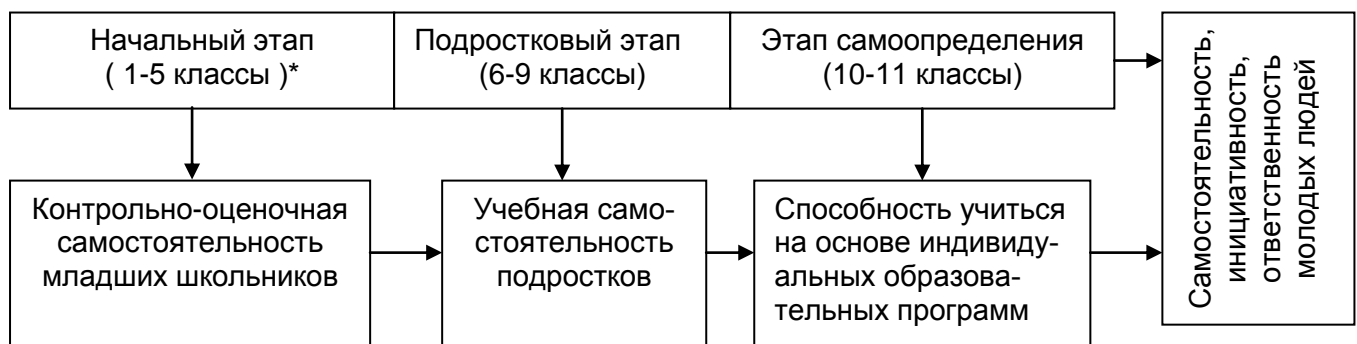 Начальный этап
( 1-5 классы )*
Подростковый этап
(6-9 классы)
Этап самоопределения
(10-11 классы)
Самостоятельность,
инициативность,
ответственность
молодых людей
Контрольно-оценочная
самостоятельность
младших школьников
Учебная само-
стоятельность
подростков
Способность учиться
на основе индивиду-
альных образова-
тельных программ